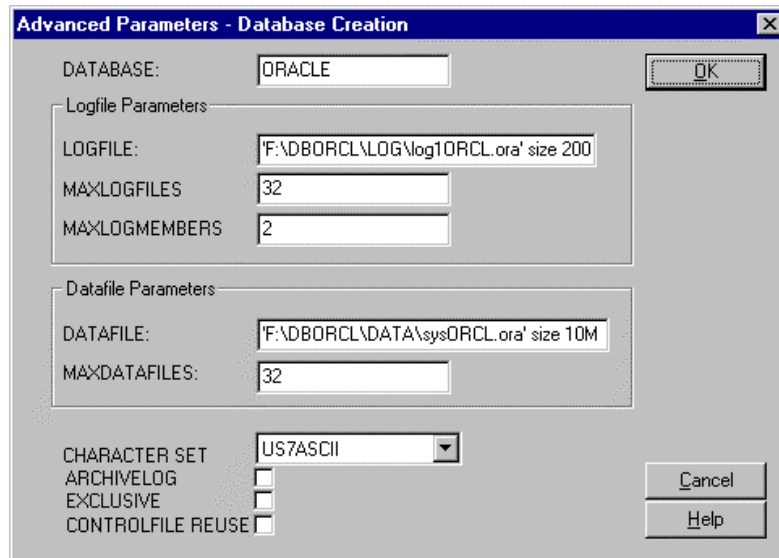 Advanced Parameters - Database Creation
DATABASE: ORACLE
OK
Logfile Parameters
LOGFILE: 'F:\DBORCL\LOG\log1ORCL.ora' size 200
MAXLOGFILES 32
MAXLOGMEMBERS 2
Datafile Parameters
DATAFILE: 'F:\DBORCL\DATA\sysORCL.ora' size 10M
MAXDATAFILES: 32
CHARACTER SET US7ASCII
ARCHIVELOG
EXCLUSIVE
CONTROLFILE REUSE
Cancel
Help